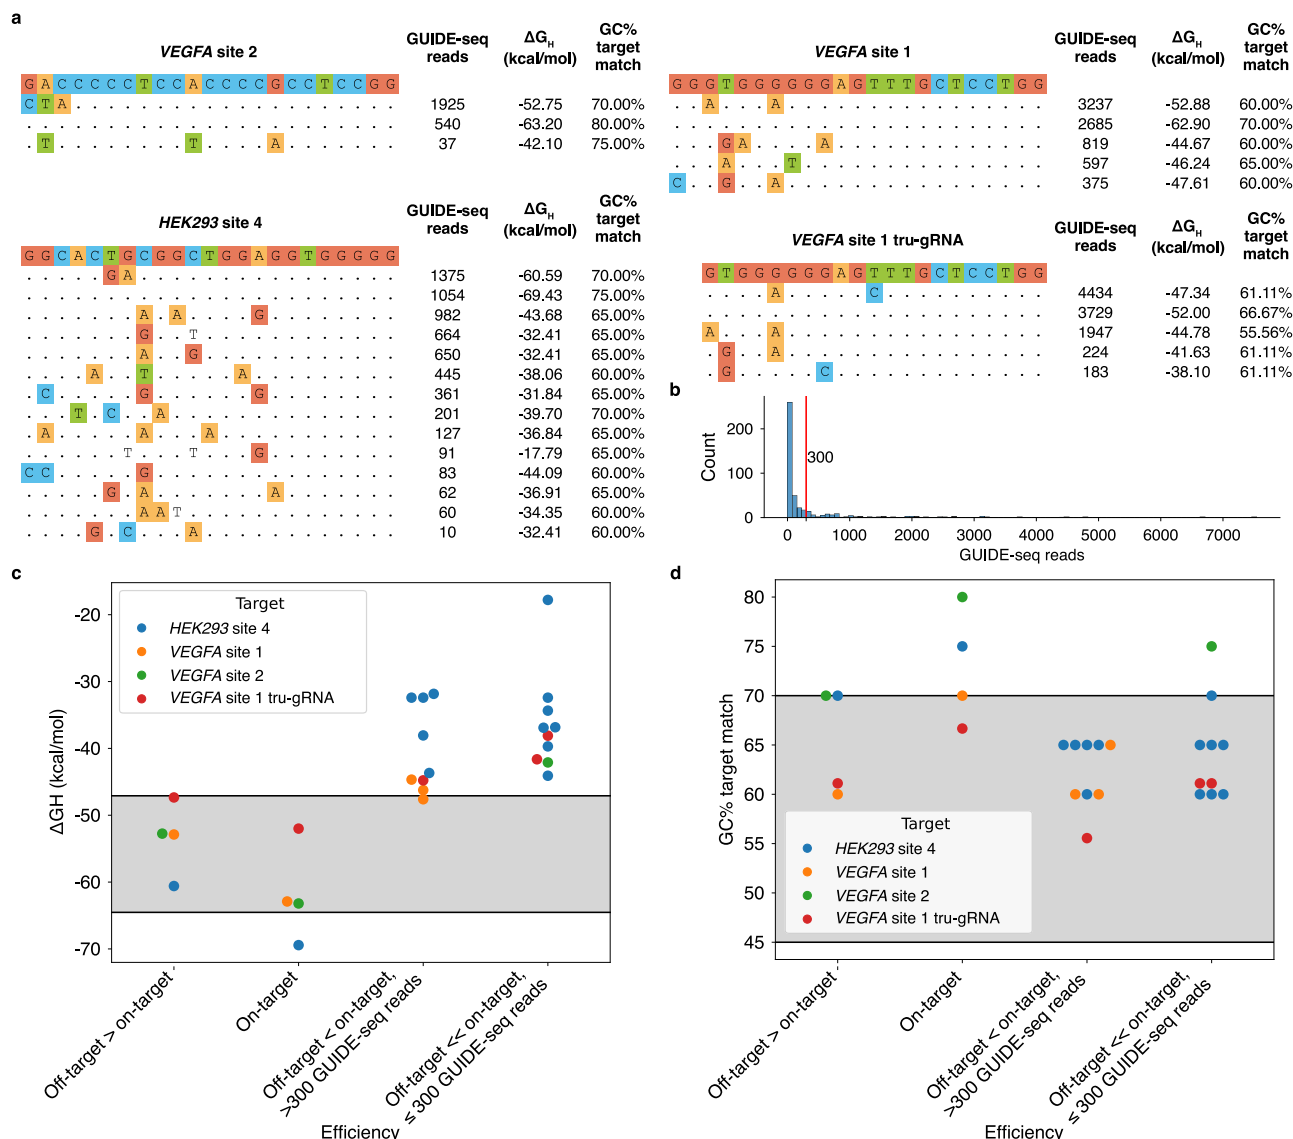 a
VEGFA site 2
GUIDE-seq reads
ΔG_H (kcal/mol)
GC% target match
G A C C C C C T C C A C C C C G C C T C C G G
C T A . . . . . . . . . . . . . . . . . . . . 1925 -52.75 70.00%
. . . . . . . . . . . . . . . . . . . . . . . 540 -63.20 80.00%
. T . . . . . . . . T . . . . A . . . . . . . 37 -42.10 75.00%
VEGFA site 1
GUIDE-seq reads
ΔG_H (kcal/mol)
GC% target match
G G G T G G G G G G A G T T T G C T C C T G G
. . A . . . A . . . . . . . . . . . . . . . . 3237 -52.88 60.00%
. . . . . . . . . . . . . . . . . . . . . . . 2685 -62.90 70.00%
. . . G A . . . . A . . . . . . . . . . . . . 819 -44.67 60.00%
. . . A . . . T . . . . . . . . . . . . . . . 597 -46.24 65.00%
C . . G . . A . . . . . . . . . . . . . . . . 375 -47.61 60.00%
HEK293 site 4
GUIDE-seq reads
ΔG_H (kcal/mol)
GC% target match
G G C A C T G C G G C T G G A G G T G G G G G
. . . . . G A . . . . . . . . . . . . . . . . 1375 -60.59 70.00%
. . . . . . . . . . . . . . . . . . . . . . . 1054 -69.43 75.00%
. . . . . . . A . A . . . . G . . . . . . . . 982 -43.68 65.00%
. . . . . . . G . . T . . . . . . . . . . . . 664 -32.41 65.00%
. . . . . . . A . . G . . . . . . . . . . . . 650 -32.41 65.00%
. . . . A . . T . . . . . A . . . . . . . . . 445 -38.06 60.00%
. C . . . . . G . . . . . . G . . . . . . . . 361 -31.84 65.00%
. . . T . C . . A . . . . . . . . . . . . . . 201 -39.70 70.00%
. A . . . . . A . . . A . . . . . . . . . . . 127 -36.84 65.00%
. . . . . . T . . . T . . . G . . . . . . . . 91 -17.79 65.00%
C C . . . . . G . . . . . . . . . . . . . . . 83 -44.09 60.00%
. . . . . G . A . . . . . . . A . . . . . . . 62 -36.91 65.00%
. . . . . . . A A T . . . . . . . . . . . . . 60 -34.35 60.00%
. . . . G . C . . . A . . . . . . . . . . . . 10 -32.41 60.00%
VEGFA site 1 tru-gRNA
GUIDE-seq reads
ΔG_H (kcal/mol)
GC% target match
G T G G G G G G A G T T T G C T C C T G G
. . . . A . . . . . C . . . . . . . . . . 4434 -47.34 61.11%
. . . . . . . . . . . . . . . . . . . . . 3729 -52.00 66.67%
A . . . A . . . . . . . . . . . . . . . . 1947 -44.78 55.56%
. G . . A . . . . . . . . . . . . . . . . 224 -41.63 61.11%
. G . . . . . C . . . . . . . . . . . . . 183 -38.10 61.11%
b
Count
200
100
0
300
0 1000 2000 3000 4000 5000 6000 7000
GUIDE-seq reads
c
ΔGH (kcal/mol)
-20
-30
-40
-50
-60
-70
Target
HEK293 site 4
VEGFA site 1
VEGFA site 2
VEGFA site 1 tru-gRNA
Off-target > on-target
On-target
Off-target < on-target,
>300 GUIDE-seq reads
Off-target << on-target,
≤ 300 GUIDE-seq reads
Efficiency
d
GC% target match
80
75
70
65
60
55
50
45
Target
HEK293 site 4
VEGFA site 1
VEGFA site 2
VEGFA site 1 tru-gRNA
Off-target > on-target
On-target
Off-target < on-target,
>300 GUIDE-seq reads
Off-target << on-target,
≤ 300 GUIDE-seq reads
Efficiency